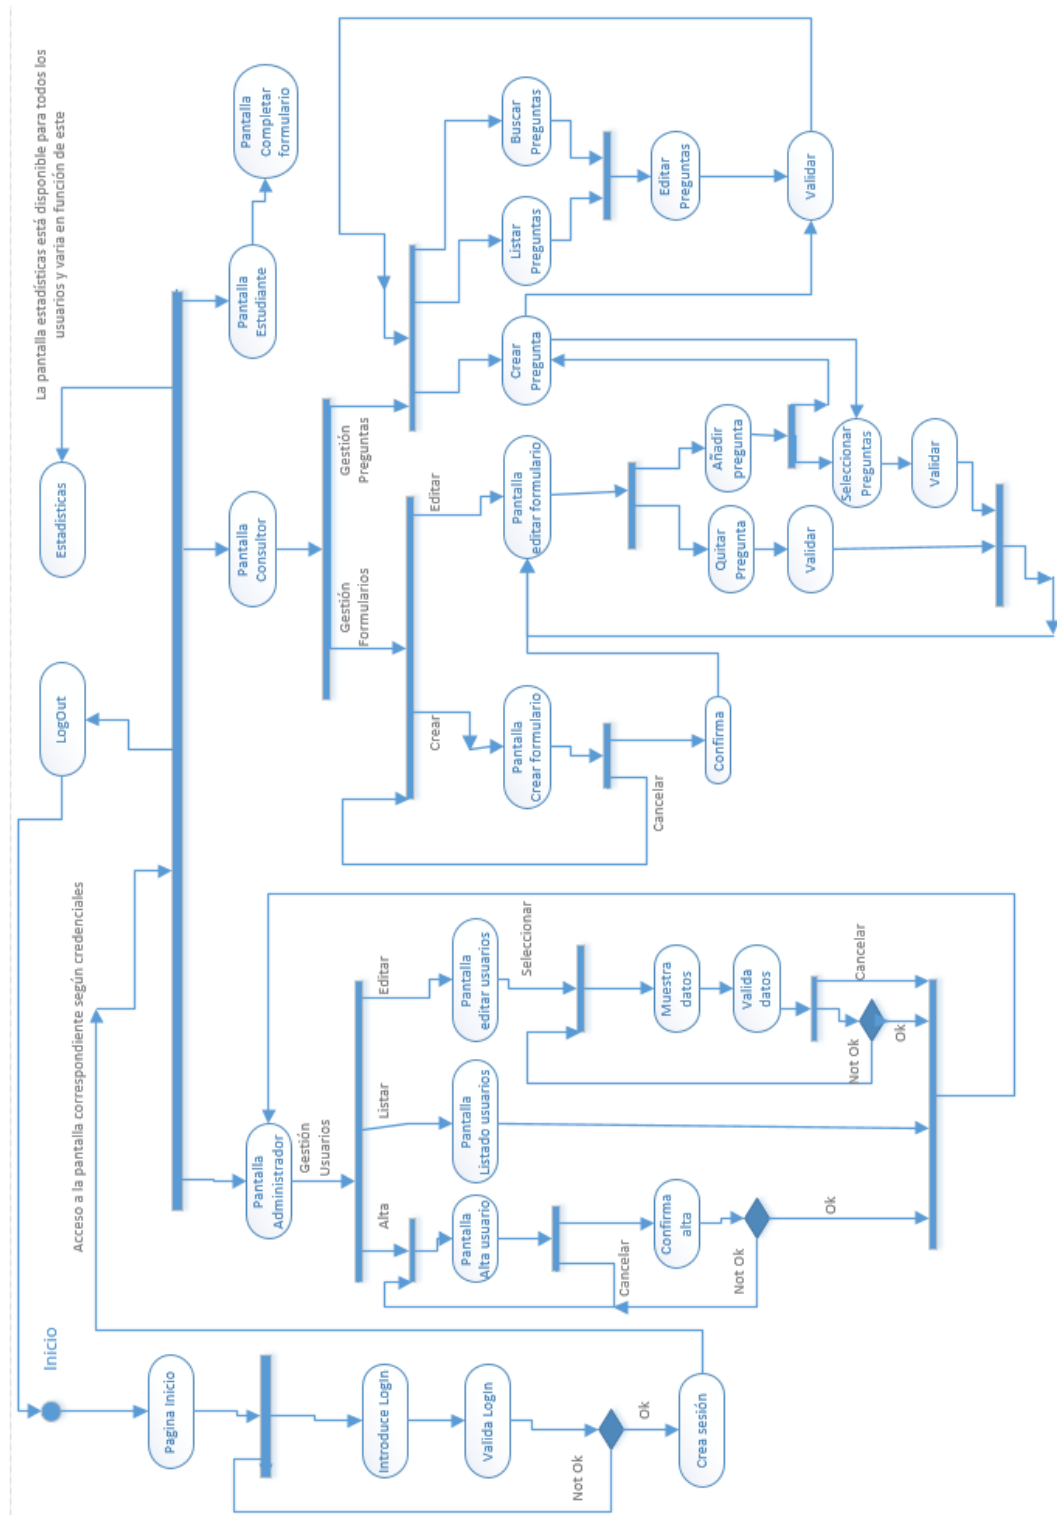 Inicio
Pagina Inicio
Introduce LogIn
Valida LogIn
Not Ok
Ok
Crea sesión
Acceso a la pantalla correspondiente según credenciales
LogOut
Estadísticas
La pantalla estadísticas está disponible para todos los
usuarios y varia en función de este
Pantalla
Administrador
Gestión
Usuarios
Alta
Listar
Editar
Pantalla
Alta usuario
Pantalla
Listado usuarios
Pantalla
editar usuarios
Seleccionar
Cancelar
Confirma
alta
Not Ok
Ok
Muestra
datos
Valida
datos
Cancelar
Not Ok
Ok
Pantalla
Consultor
Gestión
Formularios
Gestión
Preguntas
Crear
Editar
Pantalla
Crear formulario
Cancelar
Confirma
Pantalla
editar formulario
Quitar
Pregunta
Validar
Añadir
pregunta
Seleccionar
Preguntas
Validar
Crear
Pregunta
Listar
Preguntas
Buscar
Preguntas
Editar
Preguntas
Validar
Pantalla
Estudiante
Pantalla
Completar
formulario